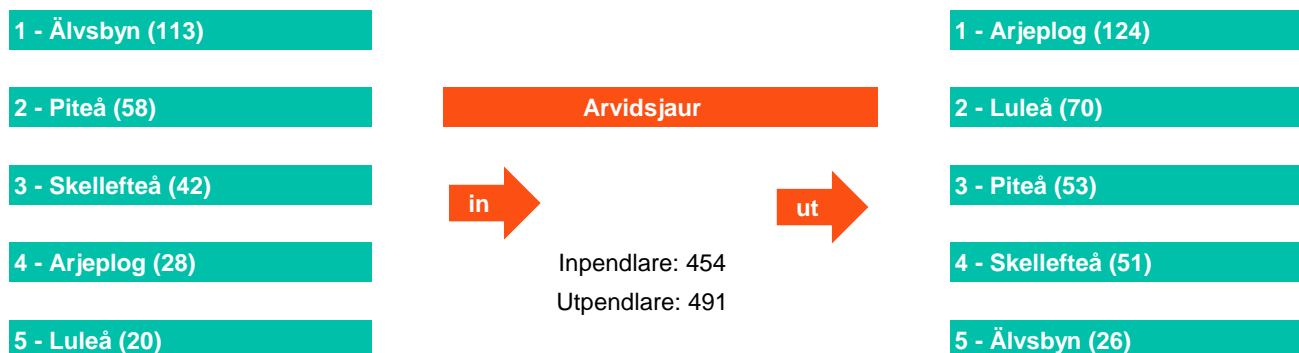 1 - Älvsbyn (113)
2 - Piteå (58)
3 - Skellefteå (42)
4 - Arjeplog (28)
5 - Luleå (20)
Arvidsjaur
in
ut
Inpendlare: 454
Utpendlare: 491
1 - Arjeplog (124)
2 - Luleå (70)
3 - Piteå (53)
4 - Skellefteå (51)
5 - Älvsbyn (26)